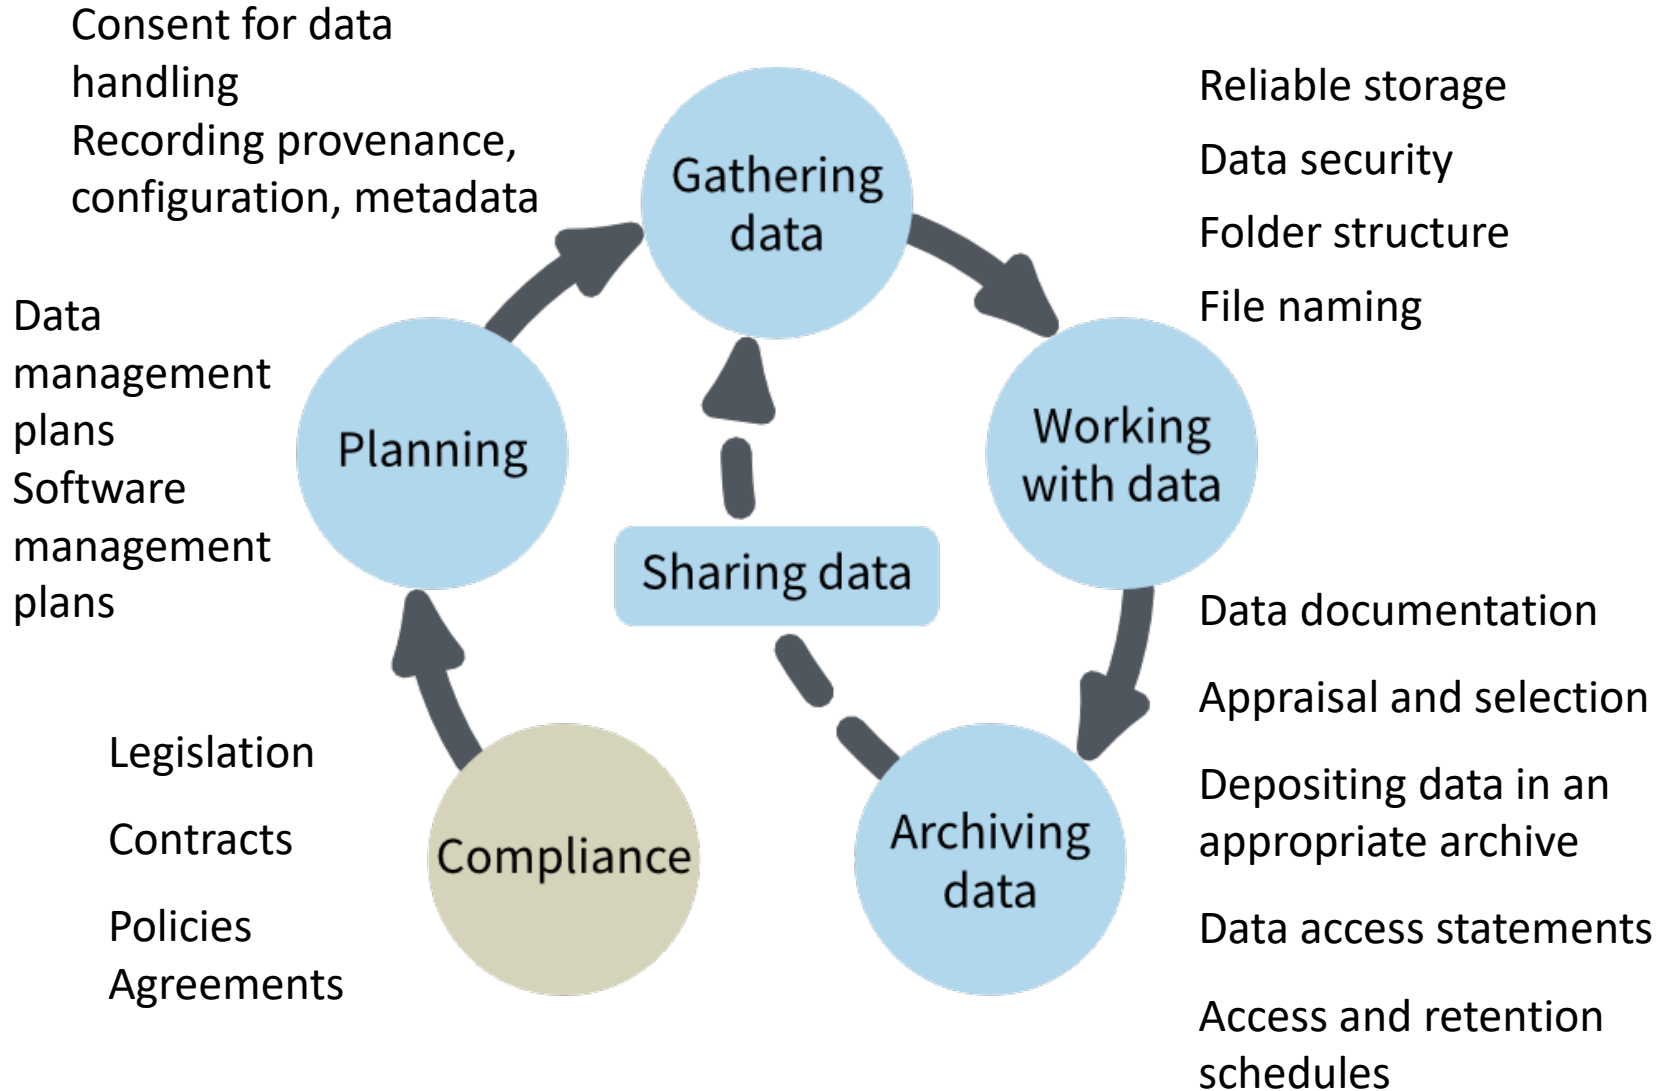 Consent for data
handling
Recording provenance,
configuration, metadata
Gathering
data
Reliable storage
Data security
Folder structure
File naming
Data
management
plans
Software
management
plans
Planning
Working
with data
Sharing data
Data documentation
Appraisal and selection
Depositing data in an
appropriate archive
Data access statements
Access and retention
schedules
Legislation
Contracts
Policies
Agreements
Compliance
Archiving
data